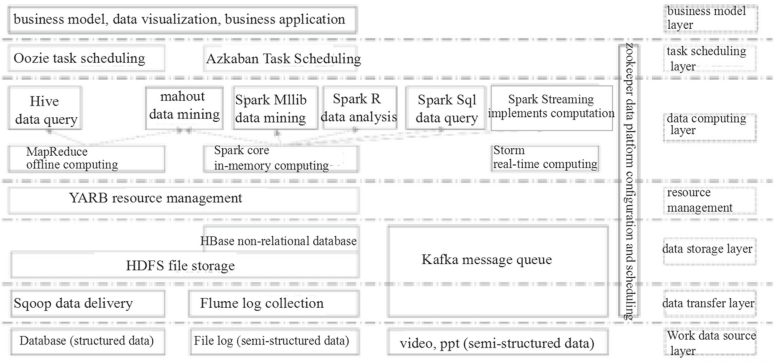 business model, data visualization, business application
business model
layer
Oozie task scheduling
Azkaban Task Scheduling
task scheduling
layer
Hive
data query
mahout
data mining
Spark Mllib
data mining
Spark R
data analysis
Spark Sql
data query
Spark Streaming
implements computation
data computing
layer
MapReduce
offline computing
Spark core
in-memory computing
Storm
real-time computing
zookeeper data platform configuration and scheduling
YARB resource management
resource
management
HBase non-relational database
HDFS file storage
Kafka message queue
data storage layer
Sqoop data delivery
Flume log collection
data transfer layer
Database (structured data)
File log (semi-structured data)
video, ppt (semi-structured data)
Work data source
layer